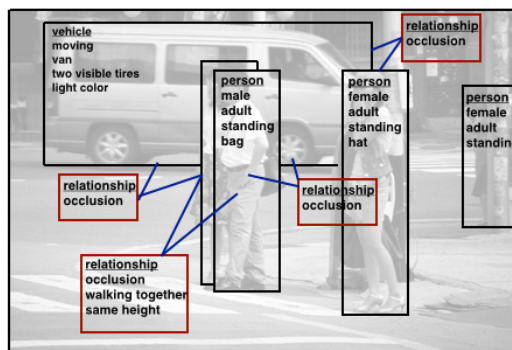 vehicle
moving
van
two visible tires
light color
relationship
occlusion
person
male
adult
standing
bag
person
female
adult
standing
hat
person
female
adult
standin
relationship
occlusion
relationship
occlusion
relationship
occlusion
walking together
same height